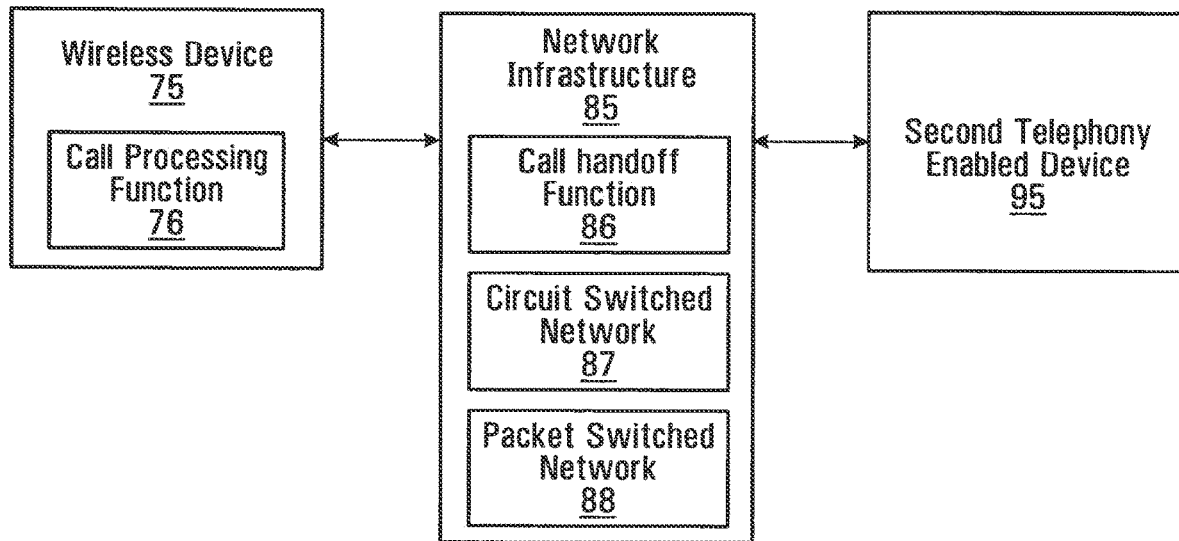 Wireless Device
75
Call Processing
Function
76
Network
Infrastructure
85
Call handoff
Function
86
Circuit Switched
Network
87
Packet Switched
Network
88
Second Telephony
Enabled Device
95